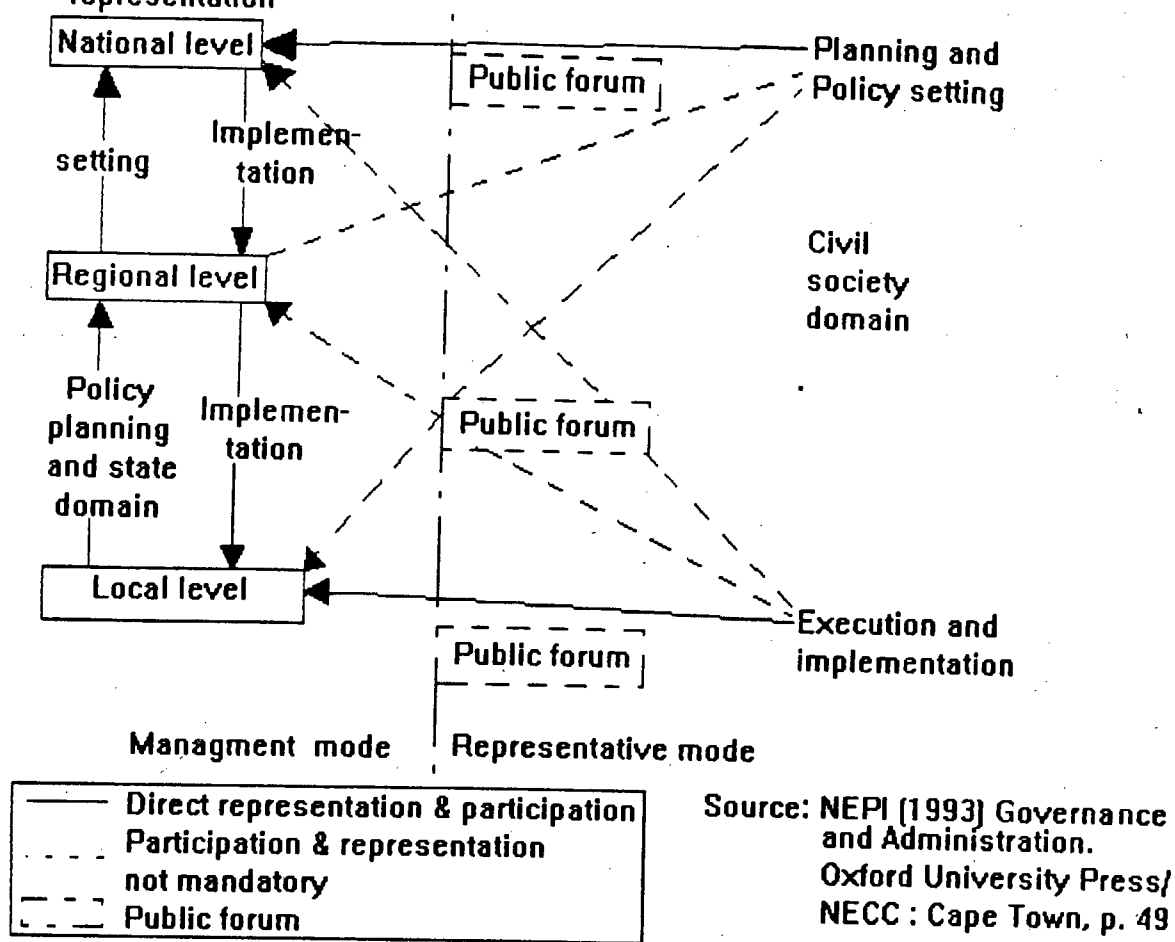 representation
National level
Public forum
Planning and
Policy setting
setting
Implemen-
tation
Regional level
Civil
society
domain
Policy
planning
and state
domain
Implemen-
tation
Public forum
Local level
Execution and
implementation
Public forum
Managment mode
Representative mode
Direct representation & participation
Participation & representation
not mandatory
Public forum
Source: NEPI (1993) Governance
and Administration.
Oxford University Press/
NECC : Cape Town, p. 49